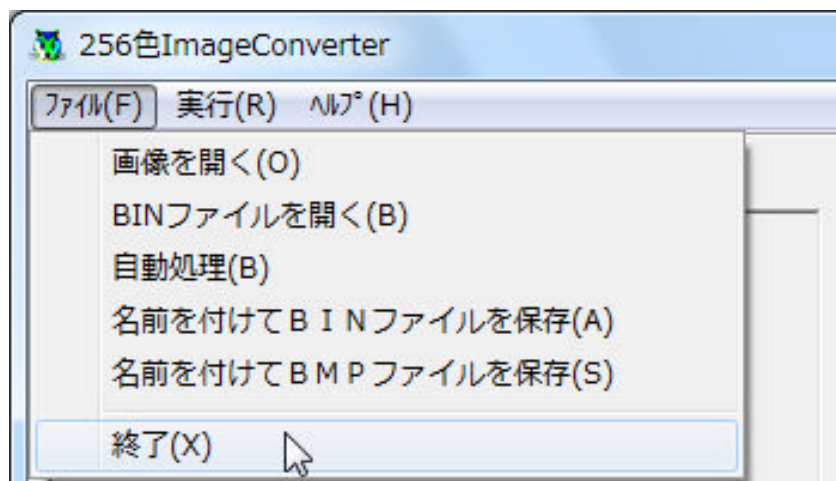 256色ImageConverter
ﾌｧｲﾙ(F) 実行(R) ﾍﾙﾌﾟ(H)
画像を開く(O)
BINファイルを開く(B)
自動処理(B)
名前を付けてＢＩＮファイルを保存(A)
名前を付けてＢＭＰファイルを保存(S)
終了(X)